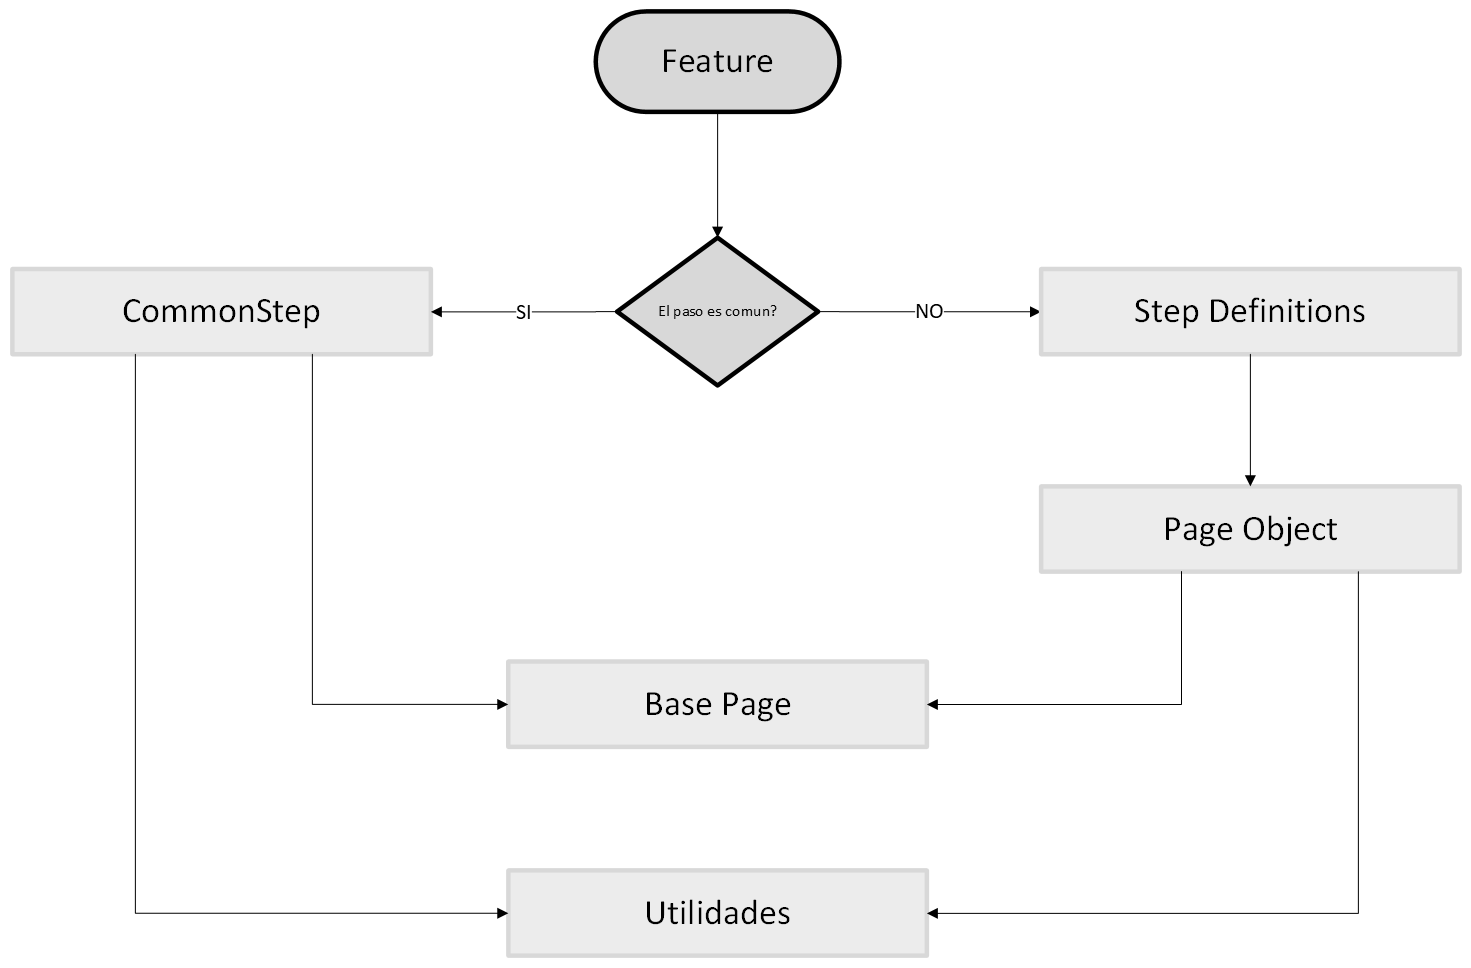 Feature
CommonStep
SI
El paso es comun?
NO
Step Definitions
Page Object
Base Page
Utilidades